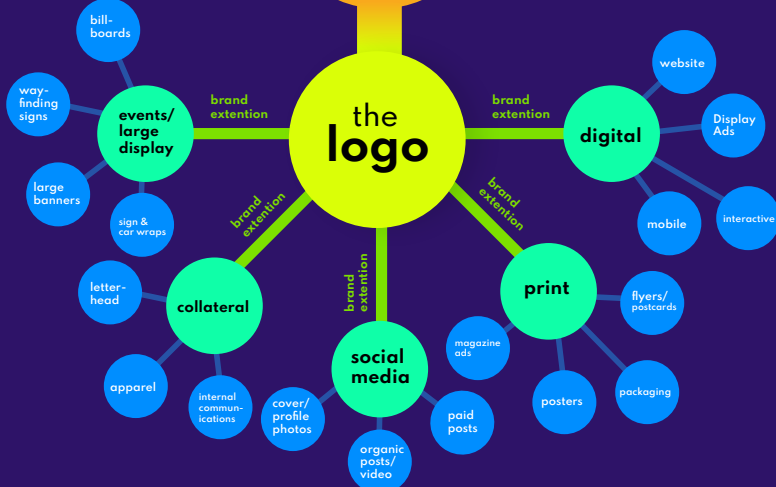 the
logo
brand
extention
events/
large
display
bill-
boards
way-
finding
signs
large
banners
sign &
car wraps
brand
extention
collateral
letter-
head
apparel
internal
commun-
ications
brand
extention
social
media
cover/
profile
photos
organic
posts/
video
paid
posts
brand
extention
print
magazine
ads
posters
packaging
flyers/
postcards
brand
extention
digital
website
Display
Ads
interactive
mobile